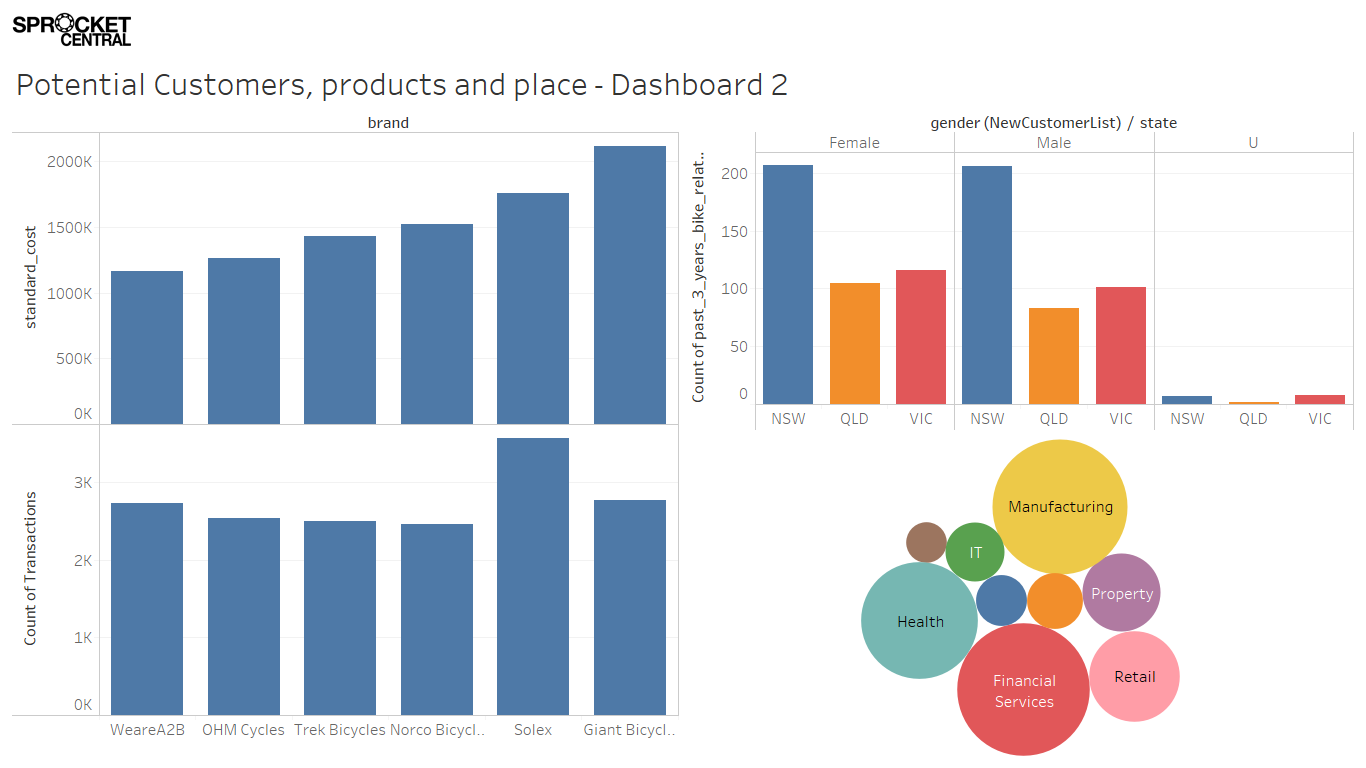 SPROCKET
CENTRAL
Potential Customers, products and place - Dashboard 2
brand
standard_cost
2000K
1500K
1000K
500K
0K
Count of Transactions
3K
2K
1K
0K
WeareA2B OHM Cycles Trek Bicycles Norco Bicycl.. Solex Giant Bicycl..
gender (NewCustomerList) / state
Female Male U
Count of past_3_years_bike_relat..
200
150
100
50
0
NSW QLD VIC NSW QLD VIC NSW QLD VIC
Manufacturing
IT
Property
Health
Retail
Financial
Services